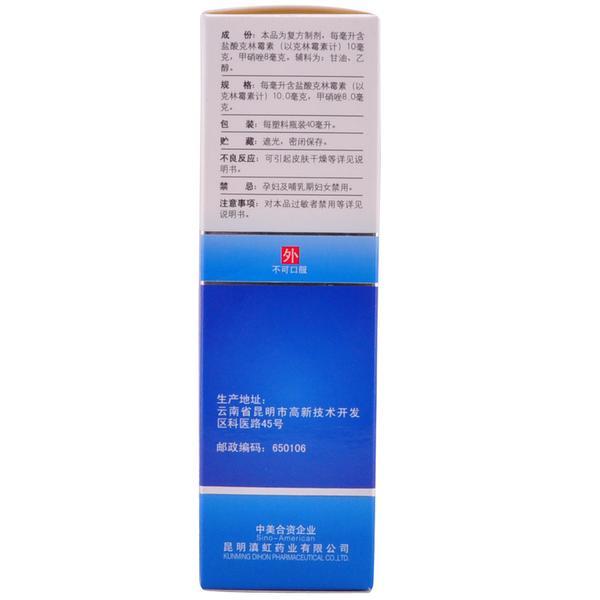 成　份：本品为复方制剂，每毫升含
盐酸克林霉素（以克林霉素计）10毫
克，甲硝唑8毫克。辅料为：甘油、乙
醇。
规　格：每毫升含盐酸克林霉素（以
克林霉素计）10.0毫克，甲硝唑8.0毫
克。
包　装：每塑料瓶装40毫升。
贮　藏：遮光，密闭保存。
不良反应：可引起皮肤干燥等详见说
明书。
禁　忌：孕妇及哺乳期妇女禁用。
注意事项：对本品过敏者禁用等详见
说明书。
外
不可口服
生产地址：
云南省昆明市高新技术开发
区科医路45号
邮政编码：650106
中美合资企业
Sino-American
昆明滇虹药业有限公司
KUNMING DIHON PHARMACEUTICAL CO.,LTD.